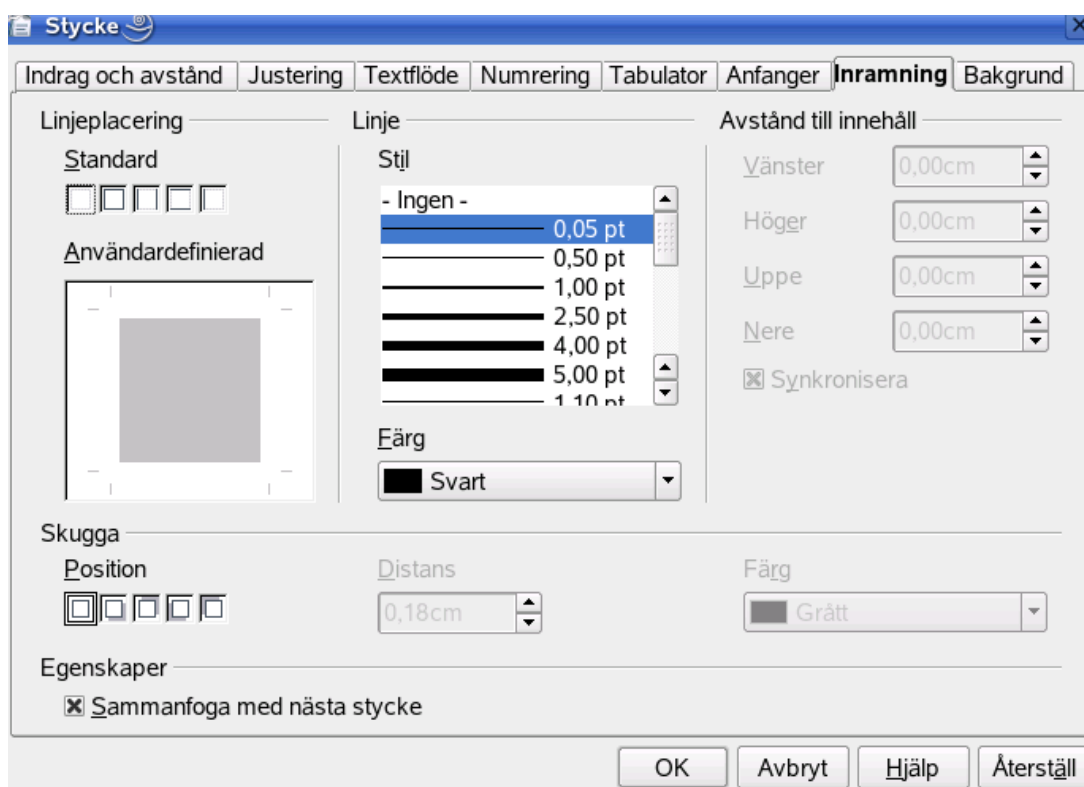 Stycke
Indrag och avstånd Justering Textflöde Numrering Tabulator Anfanger Inramning Bakgrund
Linjeplacering
Standard
Användardefinierad
Linje
Stil
- Ingen -
0,05 pt
0,50 pt
1,00 pt
2,50 pt
4,00 pt
5,00 pt
1,10 pt
Färg
Svart
Avstånd till innehåll
Vänster 0,00cm
Höger 0,00cm
Uppe 0,00cm
Nere 0,00cm
Synkronisera
Skugga
Position
Distans
0,18cm
Färg
Grått
Egenskaper
Sammanfoga med nästa stycke
OK Avbryt Hjälp Återställ